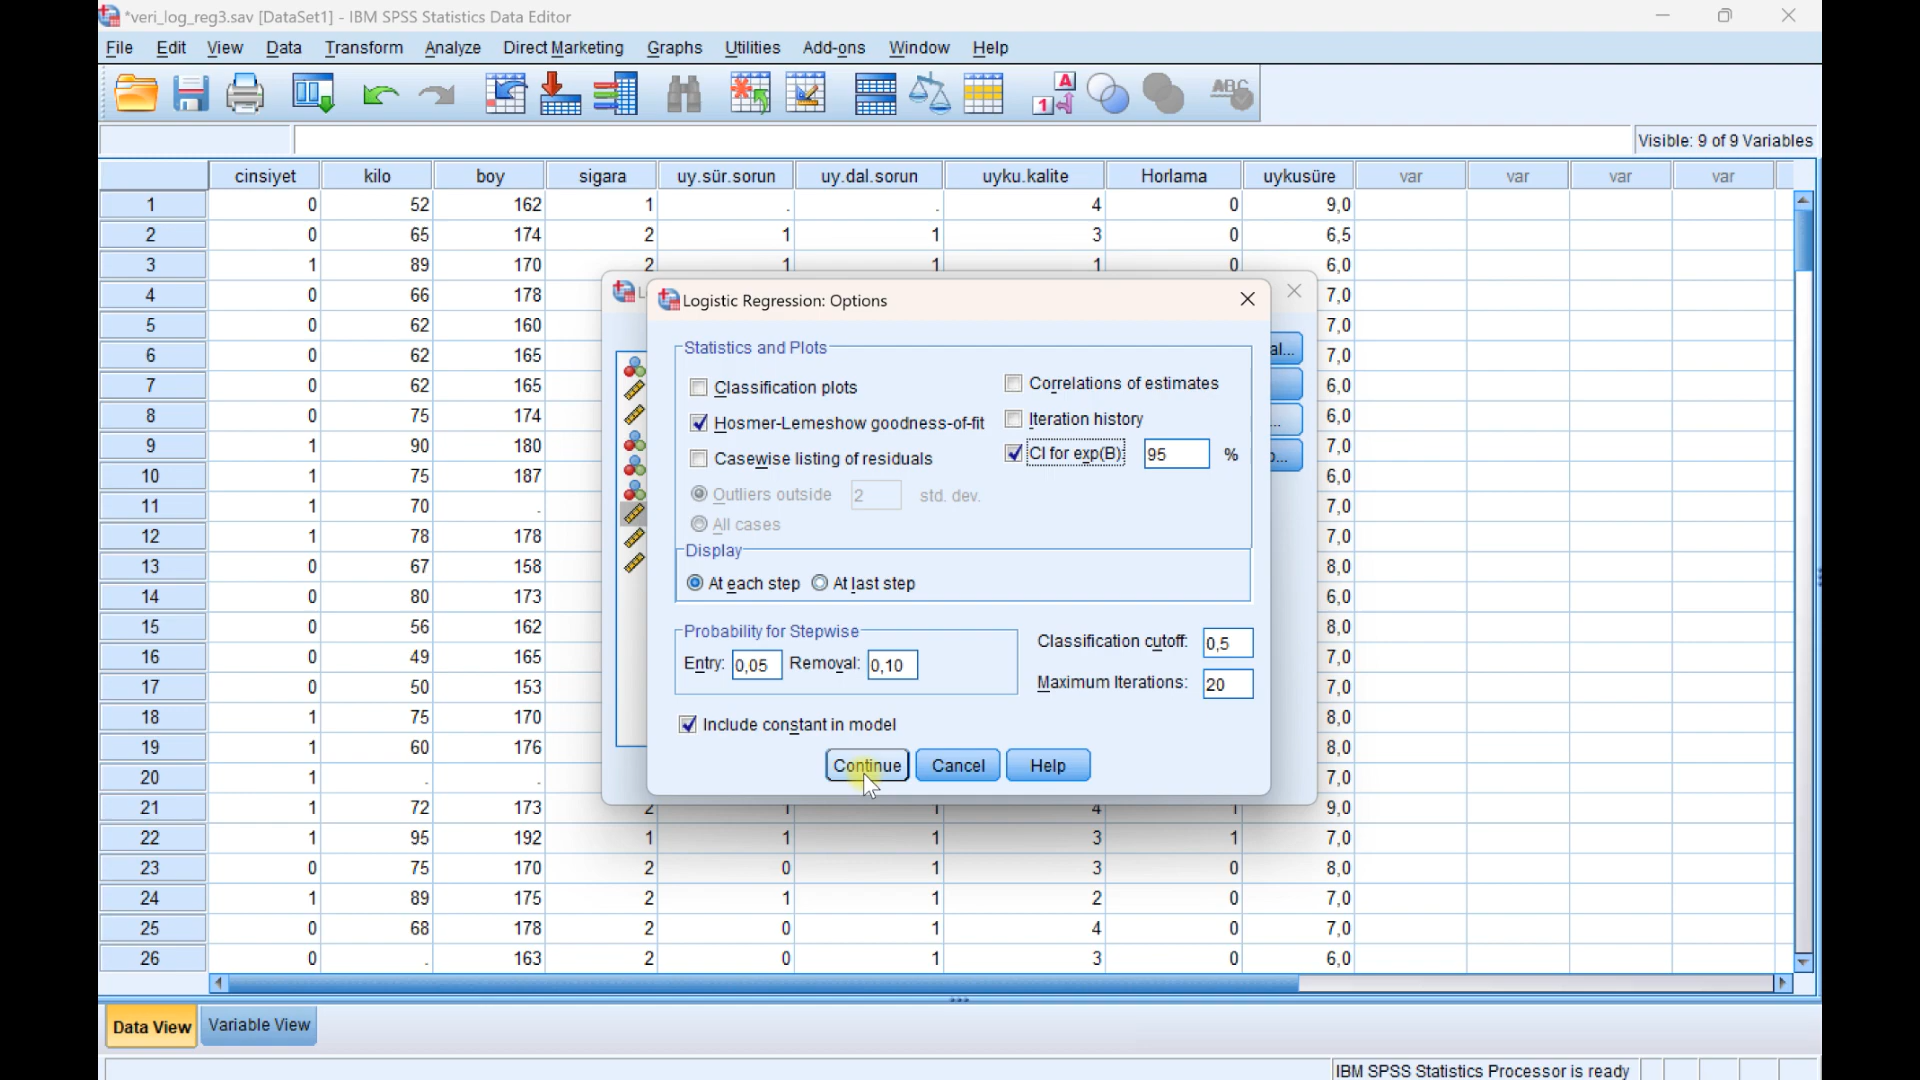 *veri_log_reg3.sav [DataSet1] - IBM SPSS Statistics Data Editor
File Edit View Data Transform Analyze Direct Marketing Graphs Utilities Add-ons Window Help
Visible: 9 of 9 Variables
cinsiyet kilo boy sigara uy.sür.sorun uy.dal.sorun uyku.kalite Horlama uykusüre var var var var
1 0 52 162 1 . . 4 0 9,0
2 0 65 174 2 1 1 3 0 6,5
3 1 89 170 2 1 1 1 0 6,0
4 0 66 178 7,0
5 0 62 160 7,0
6 0 62 165 7,0
7 0 62 165 6,0
8 0 75 174 6,0
9 1 90 180 7,0
10 1 75 187 6,0
11 1 70 . 7,0
12 1 78 178 7,0
13 0 67 158 8,0
14 0 80 173 6,0
15 0 56 162 8,0
16 0 49 165 7,0
17 0 50 153 7,0
18 1 75 170 8,0
19 1 60 176 8,0
20 1 . . 7,0
21 1 72 173 2 1 1 4 1 9,0
22 1 95 192 1 1 1 3 1 7,0
23 0 75 170 2 0 1 3 0 8,0
24 1 89 175 2 1 1 2 0 7,0
25 0 68 178 2 0 1 4 0 7,0
26 0 . 163 2 0 1 3 0 6,0
Logistic Regression: Options
Statistics and Plots
Classification plots
Correlations of estimates
Hosmer-Lemeshow goodness-of-fit
Iteration history
Casewise listing of residuals
CI for exp(B): 95 %
Outliers outside 2 std. dev.
All cases
Display
At each step At last step
Probability for Stepwise
Entry: 0,05 Removal: 0,10
Classification cutoff: 0,5
Maximum Iterations: 20
Include constant in model
Continue Cancel Help
Data View Variable View
IBM SPSS Statistics Processor is ready